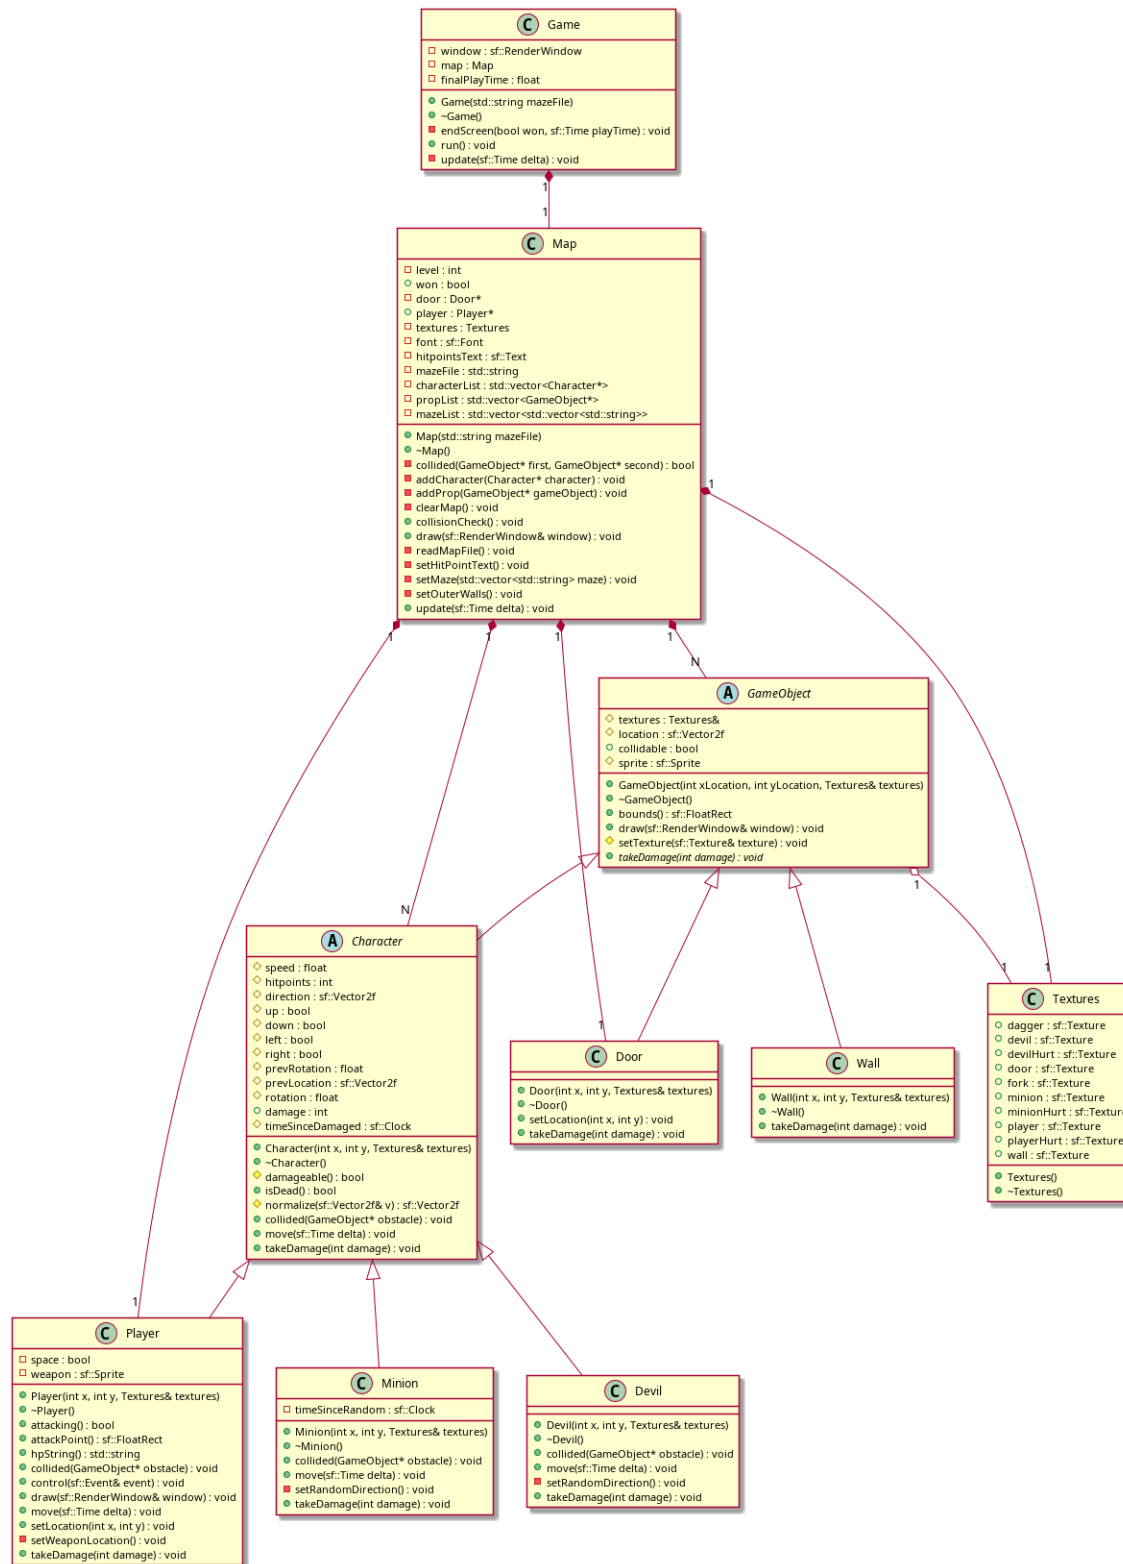 C Game
window : sf::RenderWindow
map : Map
finalPlayTime : float
Game(std::string mazeFile)
~Game()
endScreen(bool won, sf::Time playTime) : void
run() : void
update(sf::Time delta) : void
1
1
C Map
level : int
won : bool
door : Door*
player : Player*
textures : Textures
font : sf::Font
hitpointsText : sf::Text
mazeFile : std::string
characterList : std::vector<Character*>
propList : std::vector<GameObject*>
mazeList : std::vector<std::vector<std::string>>
Map(std::string mazeFile)
~Map()
collided(GameObject* first, GameObject* second) : bool
addCharacter(Character* character) : void
addProp(GameObject* gameObject) : void
clearMap() : void
collisionCheck() : void
draw(sf::RenderWindow& window) : void
readMapFile() : void
setHitPointText() : void
setMaze(std::vector<std::string> maze) : void
setOuterWalls() : void
update(sf::Time delta) : void
1
1
1
1
1
N
A GameObject
textures : Textures&
location : sf::Vector2f
collidable : bool
sprite : sf::Sprite
GameObject(int xLocation, int yLocation, Textures& textures)
~GameObject()
bounds() : sf::FloatRect
draw(sf::RenderWindow& window) : void
setTexture(sf::Texture& texture) : void
takeDamage(int damage) : void
1
N
A Character
speed : float
hitpoints : int
direction : sf::Vector2f
up : bool
down : bool
left : bool
right : bool
prevRotation : float
prevLocation : sf::Vector2f
rotation : float
damage : int
timeSinceDamaged : sf::Clock
Character(int x, int y, Textures& textures)
~Character()
damageable() : bool
isDead() : bool
normalize(sf::Vector2f& v) : sf::Vector2f
collided(GameObject* obstacle) : void
move(sf::Time delta) : void
takeDamage(int damage) : void
1
C Door
Door(int x, int y, Textures& textures)
~Door()
setLocation(int x, int y) : void
takeDamage(int damage) : void
C Wall
Wall(int x, int y, Textures& textures)
~Wall()
takeDamage(int damage) : void
1
1
C Textures
dagger : sf::Texture
devil : sf::Texture
devilHurt : sf::Texture
door : sf::Texture
fork : sf::Texture
minion : sf::Texture
minionHurt : sf::Texture
player : sf::Texture
playerHurt : sf::Texture
wall : sf::Texture
Textures()
~Textures()
1
C Player
space : bool
weapon : sf::Sprite
Player(int x, int y, Textures& textures)
~Player()
attacking() : bool
attackPoint() : sf::FloatRect
hpString() : std::string
collided(GameObject* obstacle) : void
control(sf::Event& event) : void
draw(sf::RenderWindow& window) : void
move(sf::Time delta) : void
setLocation(int x, int y) : void
setWeaponLocation() : void
takeDamage(int damage) : void
C Minion
timeSinceRandom : sf::Clock
Minion(int x, int y, Textures& textures)
~Minion()
collided(GameObject* obstacle) : void
move(sf::Time delta) : void
setRandomDirection() : void
takeDamage(int damage) : void
C Devil
Devil(int x, int y, Textures& textures)
~Devil()
collided(GameObject* obstacle) : void
move(sf::Time delta) : void
setRandomDirection() : void
takeDamage(int damage) : void